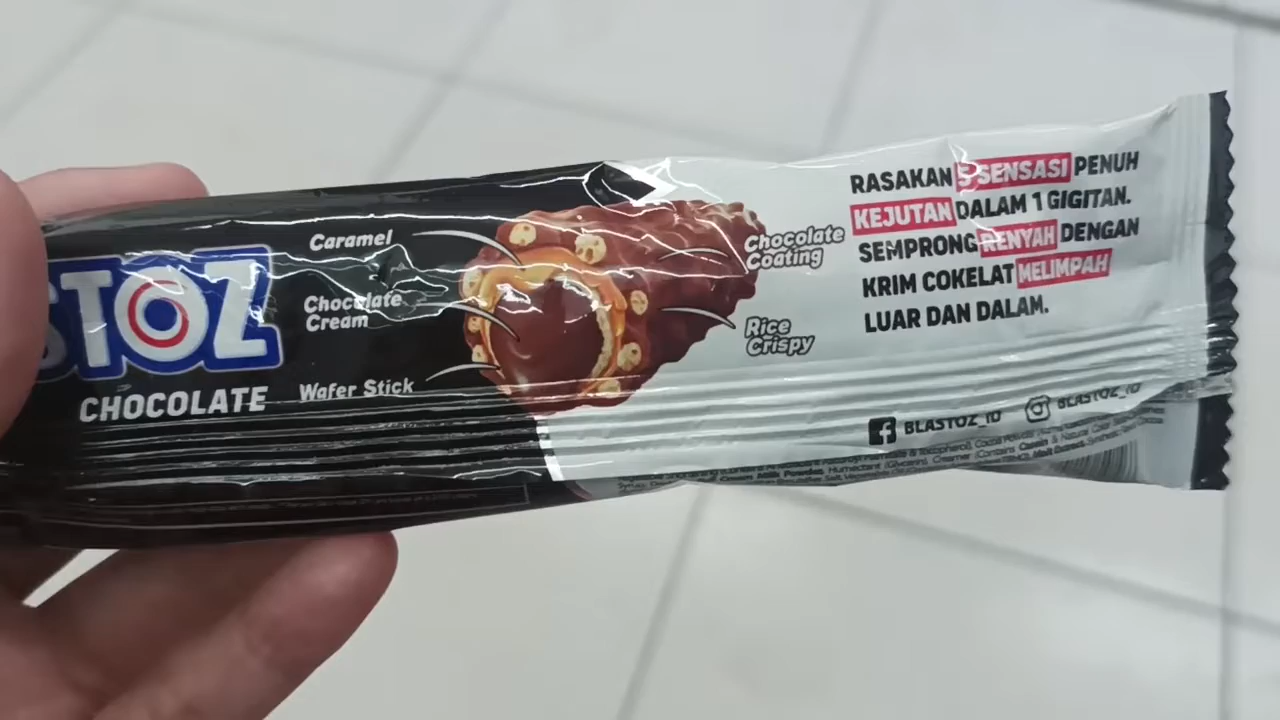 STOZ
CHOCOLATE
Caramel
Chocolate
Cream
Wafer Stick
Chocolate
Coating
Rice
Crispy
RASAKAN 5 SENSASI PENUH
KEJUTAN DALAM 1 GIGITAN.
SEMPRONG RENYAH DENGAN
KRIM COKELAT MELIMPAH
LUAR DAN DALAM.
BLASTOZ_ID
BLASTOZ_ID